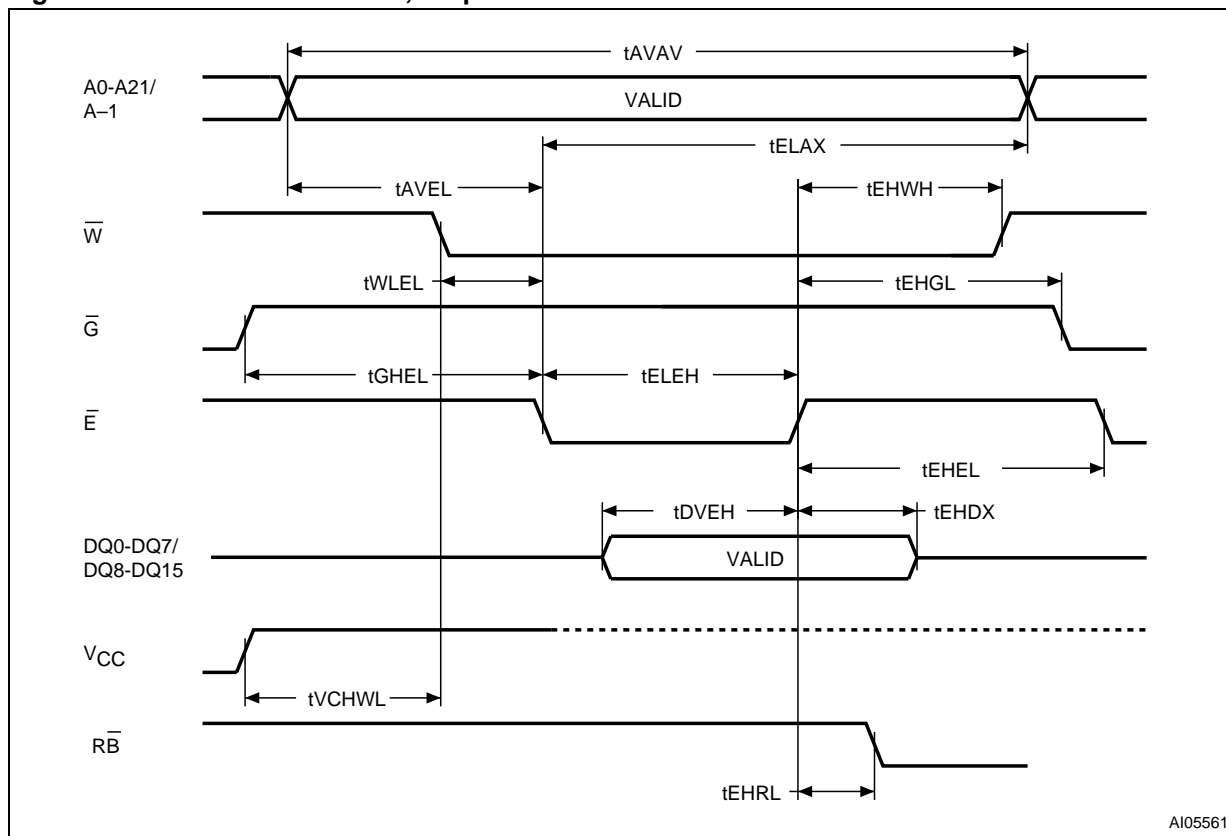 tAVAV
A0-A21/
A–1
VALID
tELAX
tAVEL
tEHWH
W̅
tWLEL
tEHGL
G̅
tGHEL
tELEH
E̅
tEHEL
tDVEH
tEHDX
DQ0-DQ7/
DQ8-DQ15
VALID
VCC
tVCHWL
RB̅
tEHRL
AI05561